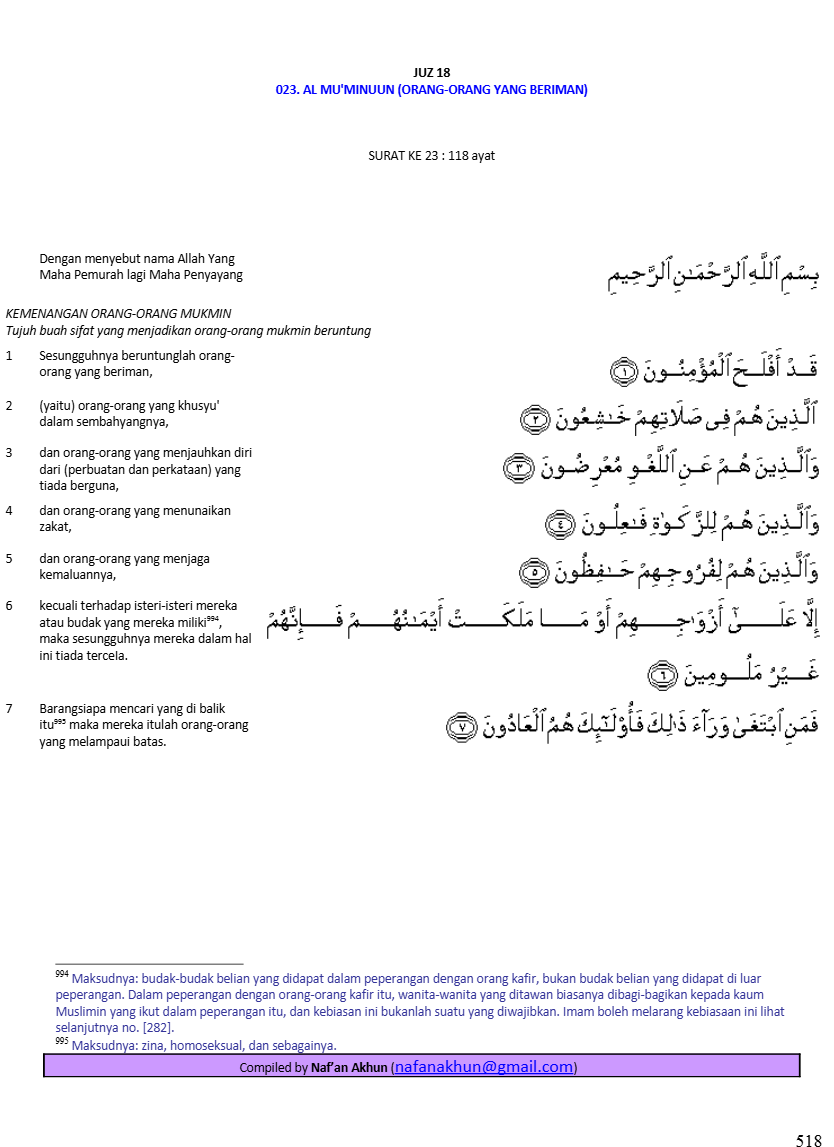 JUZ 18
023. AL MU'MINUUN (ORANG-ORANG YANG BERIMAN)
SURAT KE 23 : 118 ayat
Dengan menyebut nama Allah Yang
Maha Pemurah lagi Maha Penyayang
بِسْمِ ٱللَّهِ ٱلرَّحْمَـٰنِ ٱلرَّحِيمِ
KEMENANGAN ORANG-ORANG MUKMIN
Tujuh buah sifat yang menjadikan orang-orang mukmin beruntung
1 Sesungguhnya beruntunglah orang-
orang yang beriman,
قَدْ أَفْلَحَ ٱلْمُؤْمِنُونَ ١
2 (yaitu) orang-orang yang khusyu'
dalam sembahyangnya,
ٱلَّذِينَ هُمْ فِى صَلَاتِهِمْ خَـٰشِعُونَ ٢
3 dan orang-orang yang menjauhkan diri
dari (perbuatan dan perkataan) yang
tiada berguna,
وَٱلَّذِينَ هُمْ عَنِ ٱللَّغْوِ مُعْرِضُونَ ٣
4 dan orang-orang yang menunaikan
zakat,
وَٱلَّذِينَ هُمْ لِلزَّكَوٰةِ فَـٰعِلُونَ ٤
5 dan orang-orang yang menjaga
kemaluannya,
وَٱلَّذِينَ هُمْ لِفُرُوجِهِمْ حَـٰفِظُونَ ٥
6 kecuali terhadap isteri-isteri mereka
atau budak yang mereka miliki⁹⁹⁴,
maka sesungguhnya mereka dalam hal
ini tiada tercela.
إِلَّا عَلَىٰٓ أَزْوَٰجِهِمْ أَوْ مَا مَلَكَتْ أَيْمَـٰنُهُمْ فَإِنَّهُمْ
غَيْرُ مَلُومِينَ ٦
7 Barangsiapa mencari yang di balik
itu⁹⁹⁵ maka mereka itulah orang-orang
yang melampaui batas.
فَمَنِ ٱبْتَغَىٰ وَرَآءَ ذَٰلِكَ فَأُوْلَـٰٓئِكَ هُمُ ٱلْعَادُونَ ٧
⁹⁹⁴ Maksudnya: budak-budak belian yang didapat dalam peperangan dengan orang kafir, bukan budak belian yang didapat di luar
peperangan. Dalam peperangan dengan orang-orang kafir itu, wanita-wanita yang ditawan biasanya dibagi-bagikan kepada kaum
Muslimin yang ikut dalam peperangan itu, dan kebiasan ini bukanlah suatu yang diwajibkan. Imam boleh melarang kebiasaan ini lihat
selanjutnya no. [282].
⁹⁹⁵ Maksudnya: zina, homoseksual, dan sebagainya.
Compiled by Naf’an Akhun (nafanakhun@gmail.com)
518